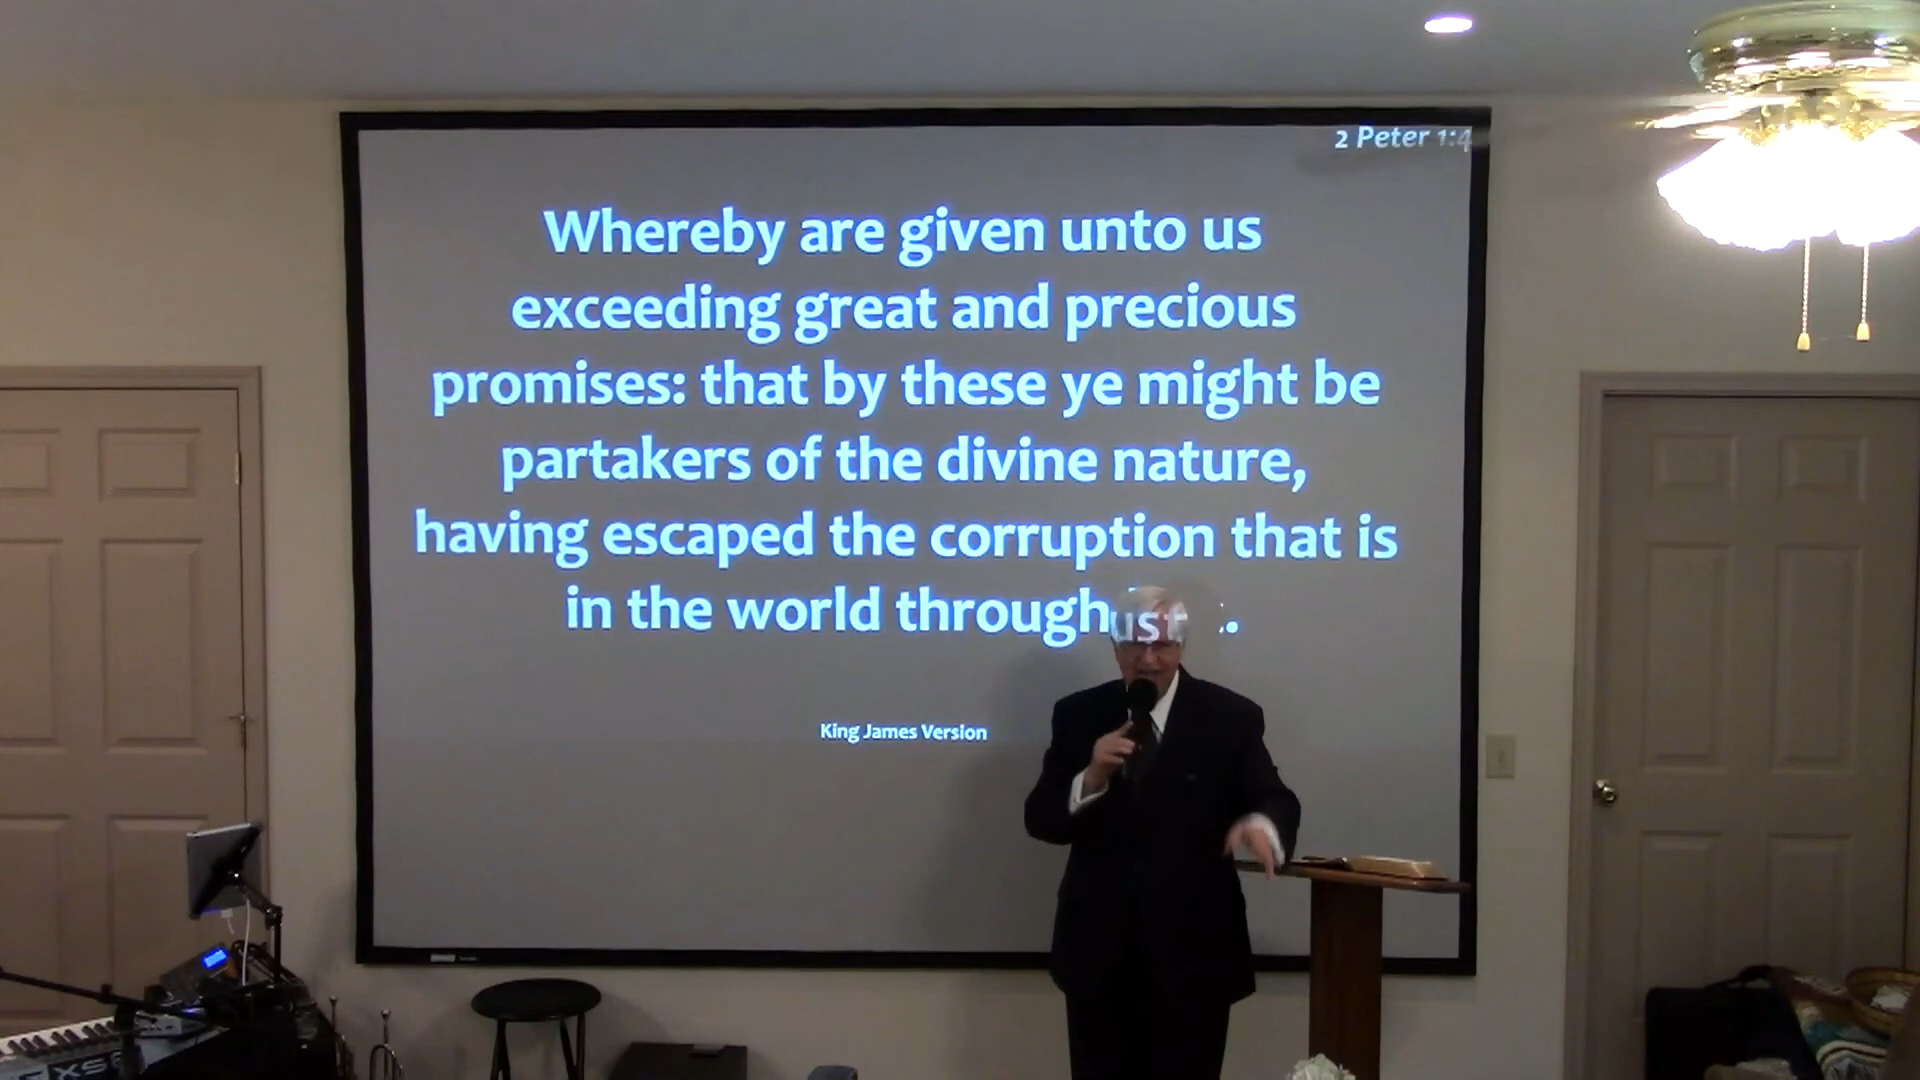 2 Peter 1:4
Whereby are given unto us
exceeding great and precious
promises: that by these ye might be
partakers of the divine nature,
having escaped the corruption that is
in the world through ust.
King James Version
XS